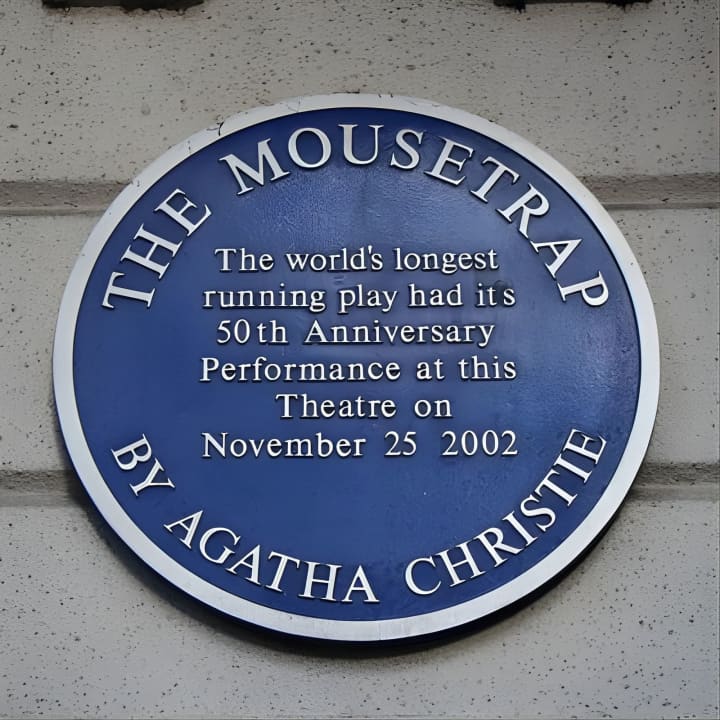 THE MOUSETRAP
The world's longest
running play had its
50th Anniversary
Performance at this
Theatre on
November 25 2002
BY AGATHA CHRISTIE